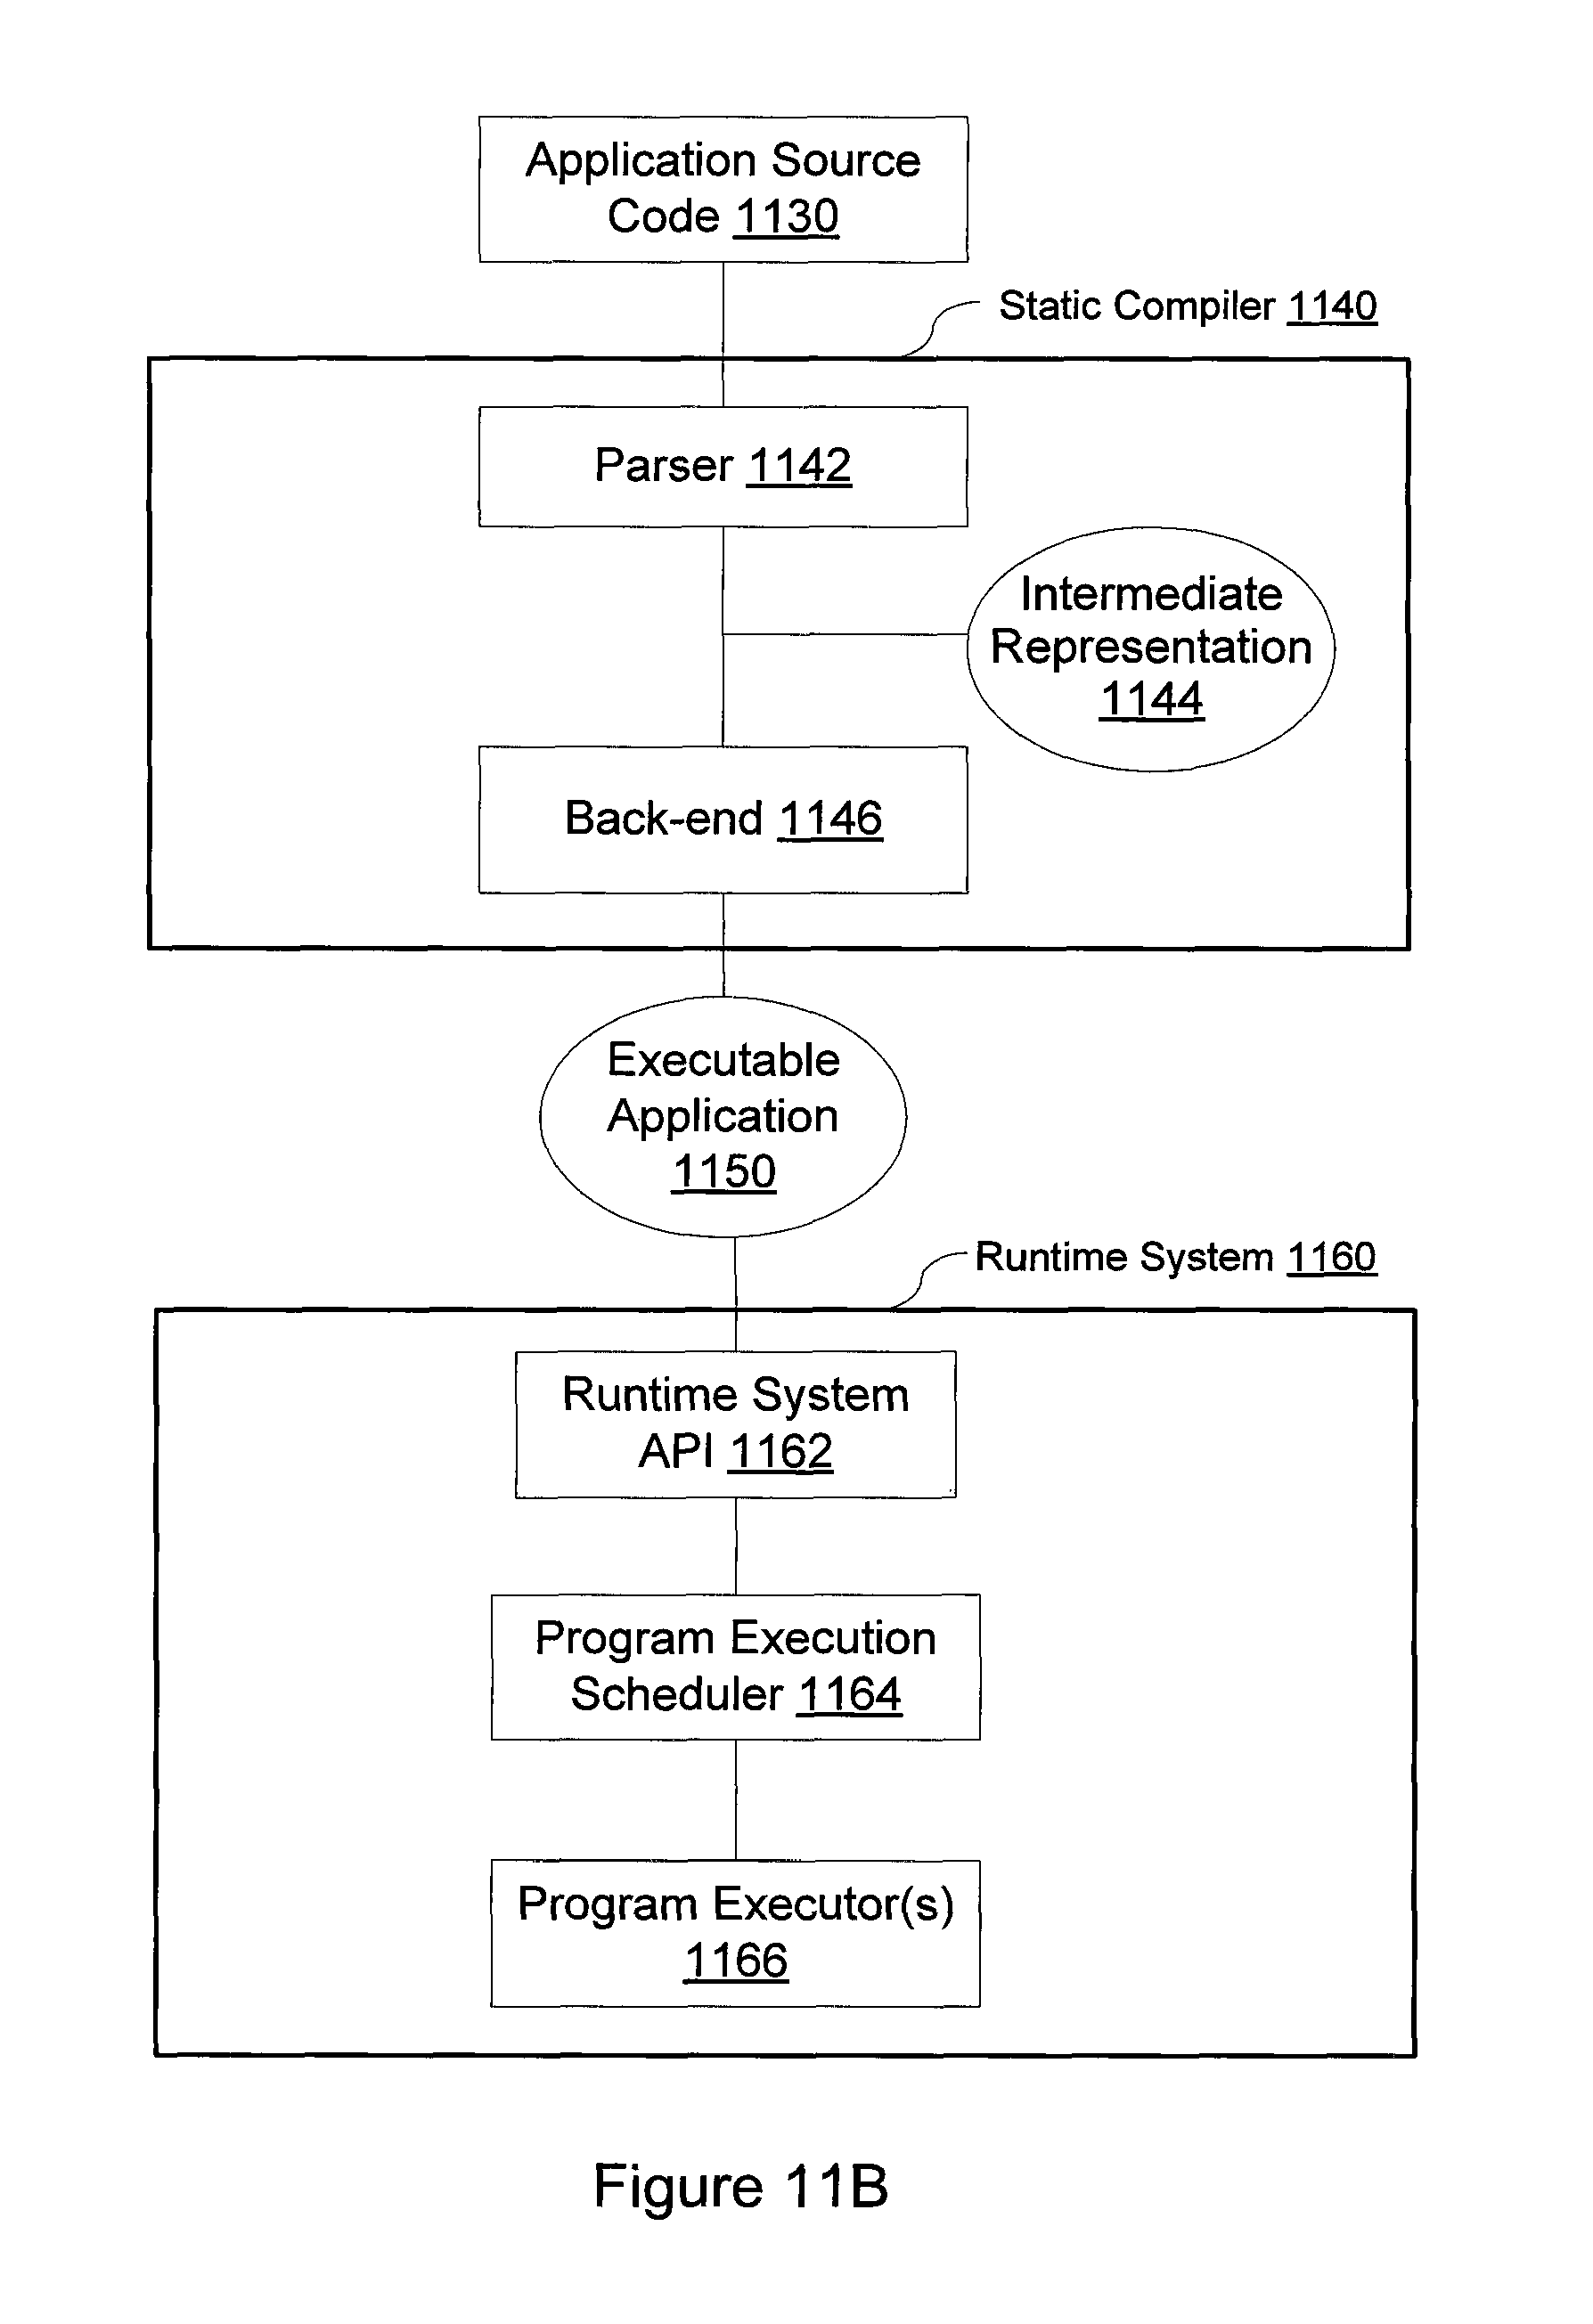 Application Source
Code 1130
Static Compiler 1140
Parser 1142
Intermediate
Representation
1144
Back-end 1146
Executable
Application
1150
Runtime System 1160
Runtime System
API 1162
Program Execution
Scheduler 1164
Program Executor(s)
1166
Figure 11B